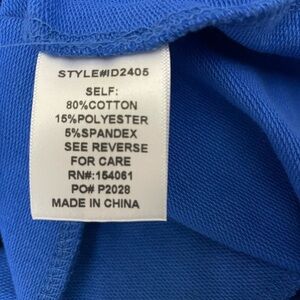 STYLE#ID2405
SELF:
80%COTTON
15%POLYESTER
5%SPANDEX
SEE REVERSE
FOR CARE
RN#:154061
PO# P2028
MADE IN CHINA